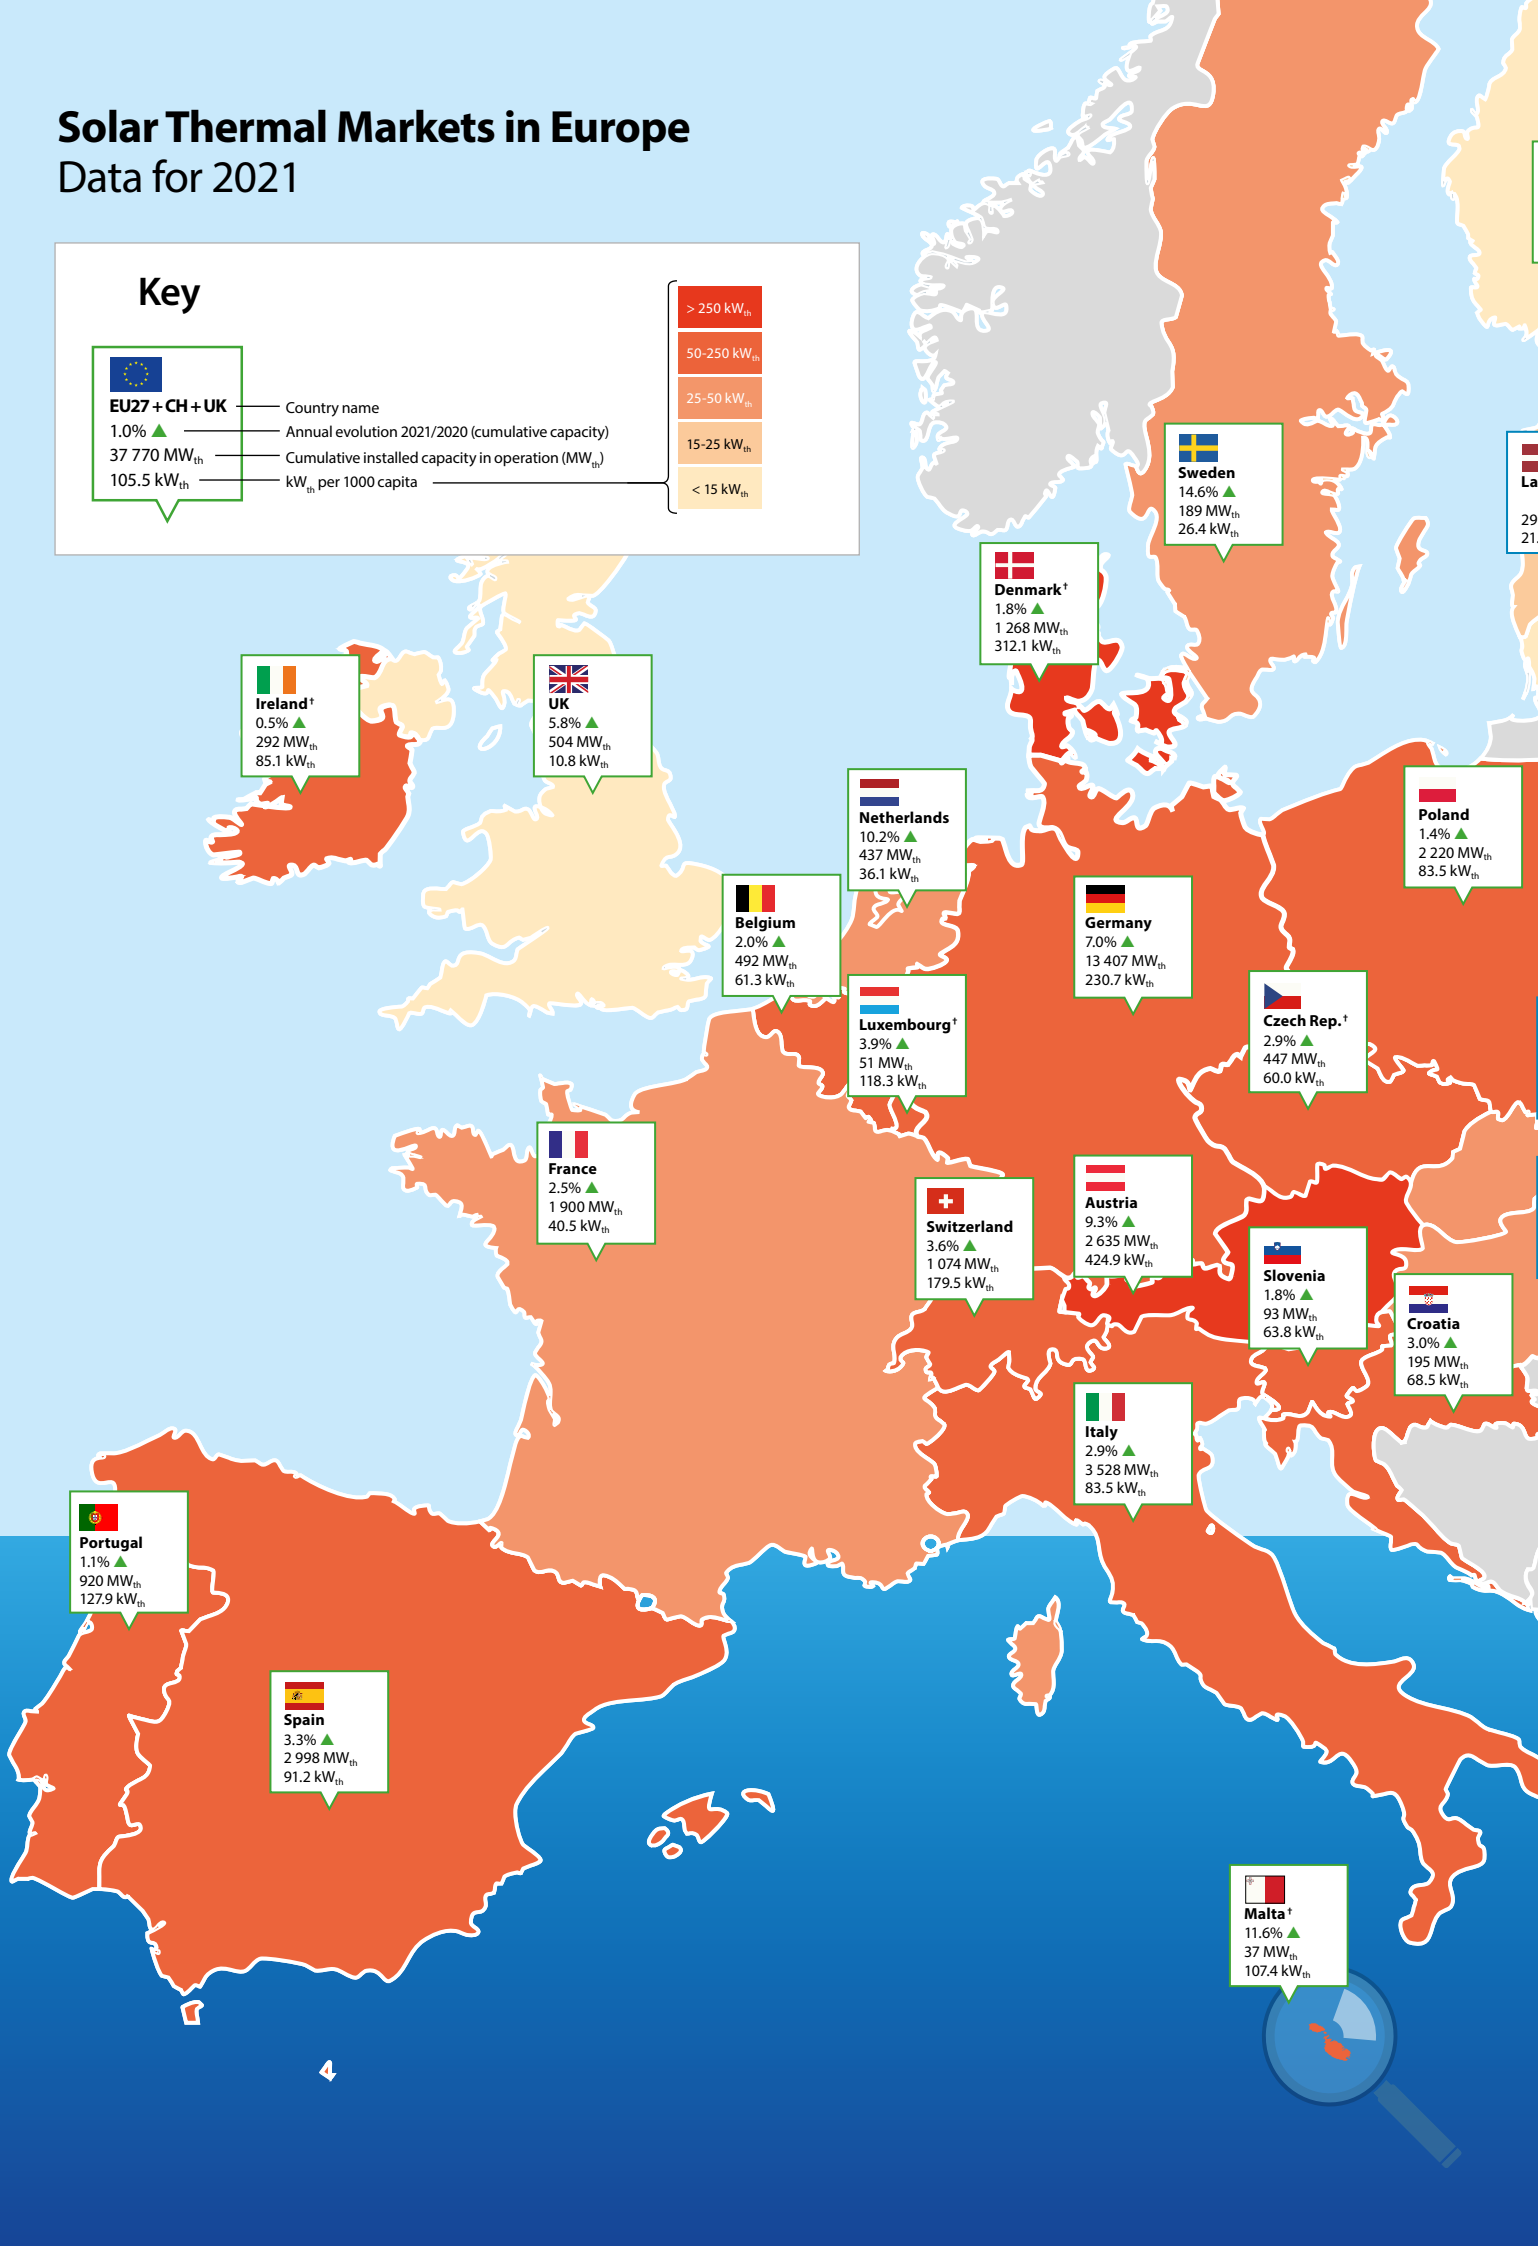 Solar Thermal Markets in Europe
Data for 2021
Key
EU27 + CH + UK
1.0%
37 770 MWth
105.5 kWth
Country name
Annual evolution 2021/2020 (cumulative capacity)
Cumulative installed capacity in operation (MWth)
kWth per 1000 capita
> 250 kWth
50-250 kWth
25-50 kWth
15-25 kWth
< 15 kWth
Sweden
14.6%
189 MWth
26.4 kWth
La
29
21.
Denmark†
1.8%
1 268 MWth
312.1 kWth
Ireland†
0.5%
292 MWth
85.1 kWth
UK
5.8%
504 MWth
10.8 kWth
Netherlands
10.2%
437 MWth
36.1 kWth
Poland
1.4%
2 220 MWth
83.5 kWth
Belgium
2.0%
492 MWth
61.3 kWth
Germany
7.0%
13 407 MWth
230.7 kWth
Luxembourg†
3.9%
51 MWth
118.3 kWth
Czech Rep.†
2.9%
447 MWth
60.0 kWth
France
2.5%
1 900 MWth
40.5 kWth
Switzerland
3.6%
1 074 MWth
179.5 kWth
Austria
9.3%
2 635 MWth
424.9 kWth
Slovenia
1.8%
93 MWth
63.8 kWth
Croatia
3.0%
195 MWth
68.5 kWth
Italy
2.9%
3 528 MWth
83.5 kWth
Portugal
1.1%
920 MWth
127.9 kWth
Spain
3.3%
2 998 MWth
91.2 kWth
Malta†
11.6%
37 MWth
107.4 kWth